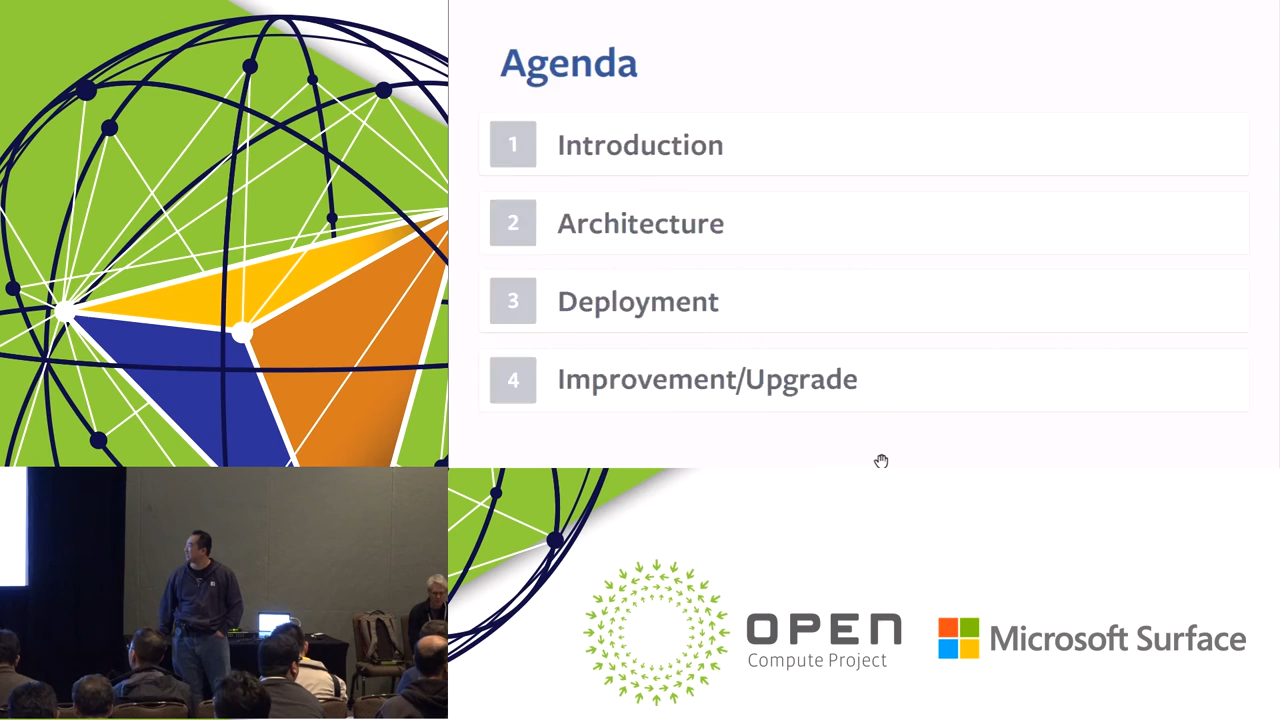 Agenda
1 Introduction
2 Architecture
3 Deployment
4 Improvement/Upgrade
OPEN
Compute Project
Microsoft Surface